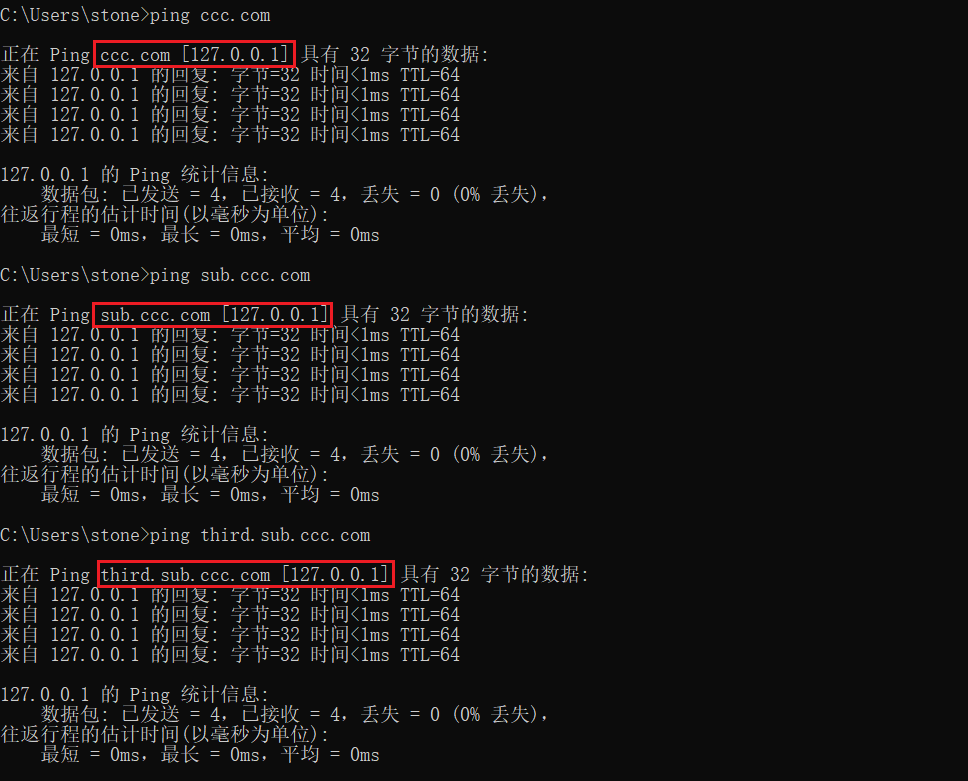 C:\Users\stone>ping ccc.com
正在 Ping ccc.com [127.0.0.1] 具有 32 字节的数据:
来自 127.0.0.1 的回复: 字节=32 时间<1ms TTL=64
来自 127.0.0.1 的回复: 字节=32 时间<1ms TTL=64
来自 127.0.0.1 的回复: 字节=32 时间<1ms TTL=64
来自 127.0.0.1 的回复: 字节=32 时间<1ms TTL=64
127.0.0.1 的 Ping 统计信息:
    数据包: 已发送 = 4，已接收 = 4，丢失 = 0 (0% 丢失)，
往返行程的估计时间(以毫秒为单位):
    最短 = 0ms，最长 = 0ms，平均 = 0ms
C:\Users\stone>ping sub.ccc.com
正在 Ping sub.ccc.com [127.0.0.1] 具有 32 字节的数据:
来自 127.0.0.1 的回复: 字节=32 时间<1ms TTL=64
来自 127.0.0.1 的回复: 字节=32 时间<1ms TTL=64
来自 127.0.0.1 的回复: 字节=32 时间<1ms TTL=64
来自 127.0.0.1 的回复: 字节=32 时间<1ms TTL=64
127.0.0.1 的 Ping 统计信息:
    数据包: 已发送 = 4，已接收 = 4，丢失 = 0 (0% 丢失)，
往返行程的估计时间(以毫秒为单位):
    最短 = 0ms，最长 = 0ms，平均 = 0ms
C:\Users\stone>ping third.sub.ccc.com
正在 Ping third.sub.ccc.com [127.0.0.1] 具有 32 字节的数据:
来自 127.0.0.1 的回复: 字节=32 时间<1ms TTL=64
来自 127.0.0.1 的回复: 字节=32 时间<1ms TTL=64
来自 127.0.0.1 的回复: 字节=32 时间<1ms TTL=64
来自 127.0.0.1 的回复: 字节=32 时间<1ms TTL=64
127.0.0.1 的 Ping 统计信息:
    数据包: 已发送 = 4，已接收 = 4，丢失 = 0 (0% 丢失)，
往返行程的估计时间(以毫秒为单位):
    最短 = 0ms，最长 = 0ms，平均 = 0ms